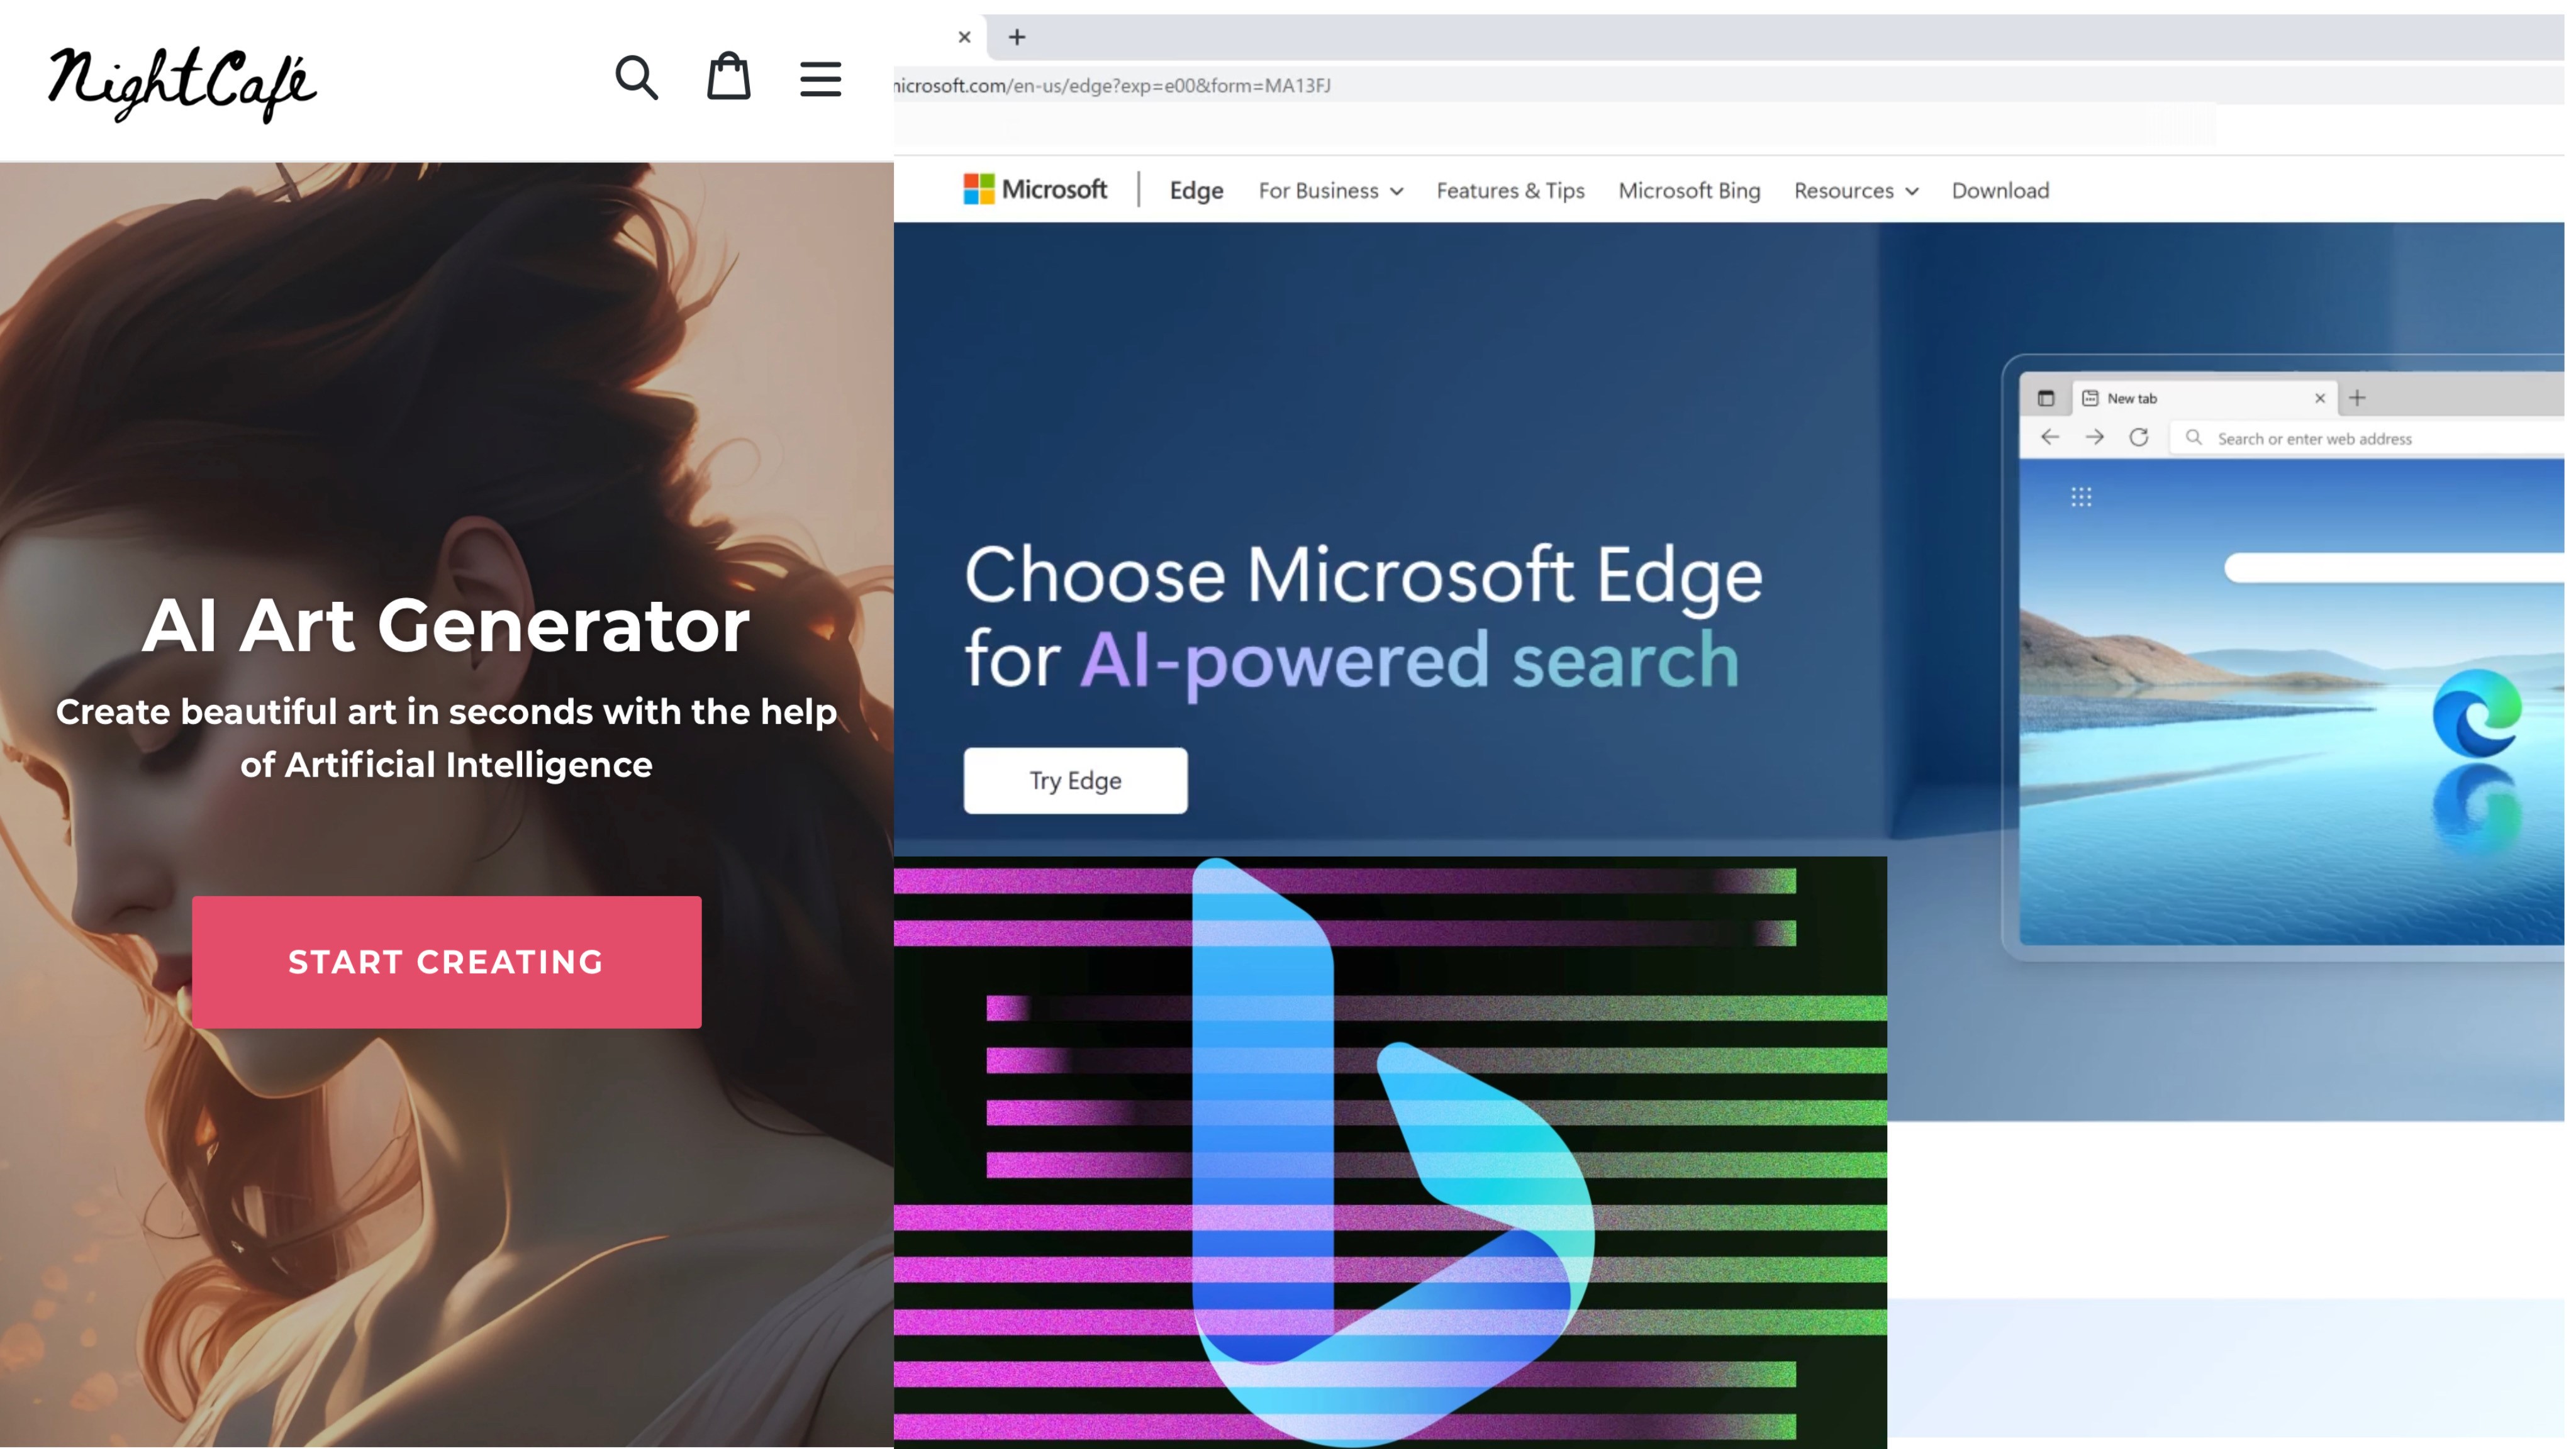 NightCafé
AI Art Generator
Create beautiful art in seconds with the help
of Artificial Intelligence
START CREATING
icrosoft.com/en-us/edge?exp=e00&form=MA13FJ
Microsoft | Edge For Business Features & Tips Microsoft Bing Resources Download
Choose Microsoft Edge
for AI-powered search
Try Edge
New tab
Search or enter web address